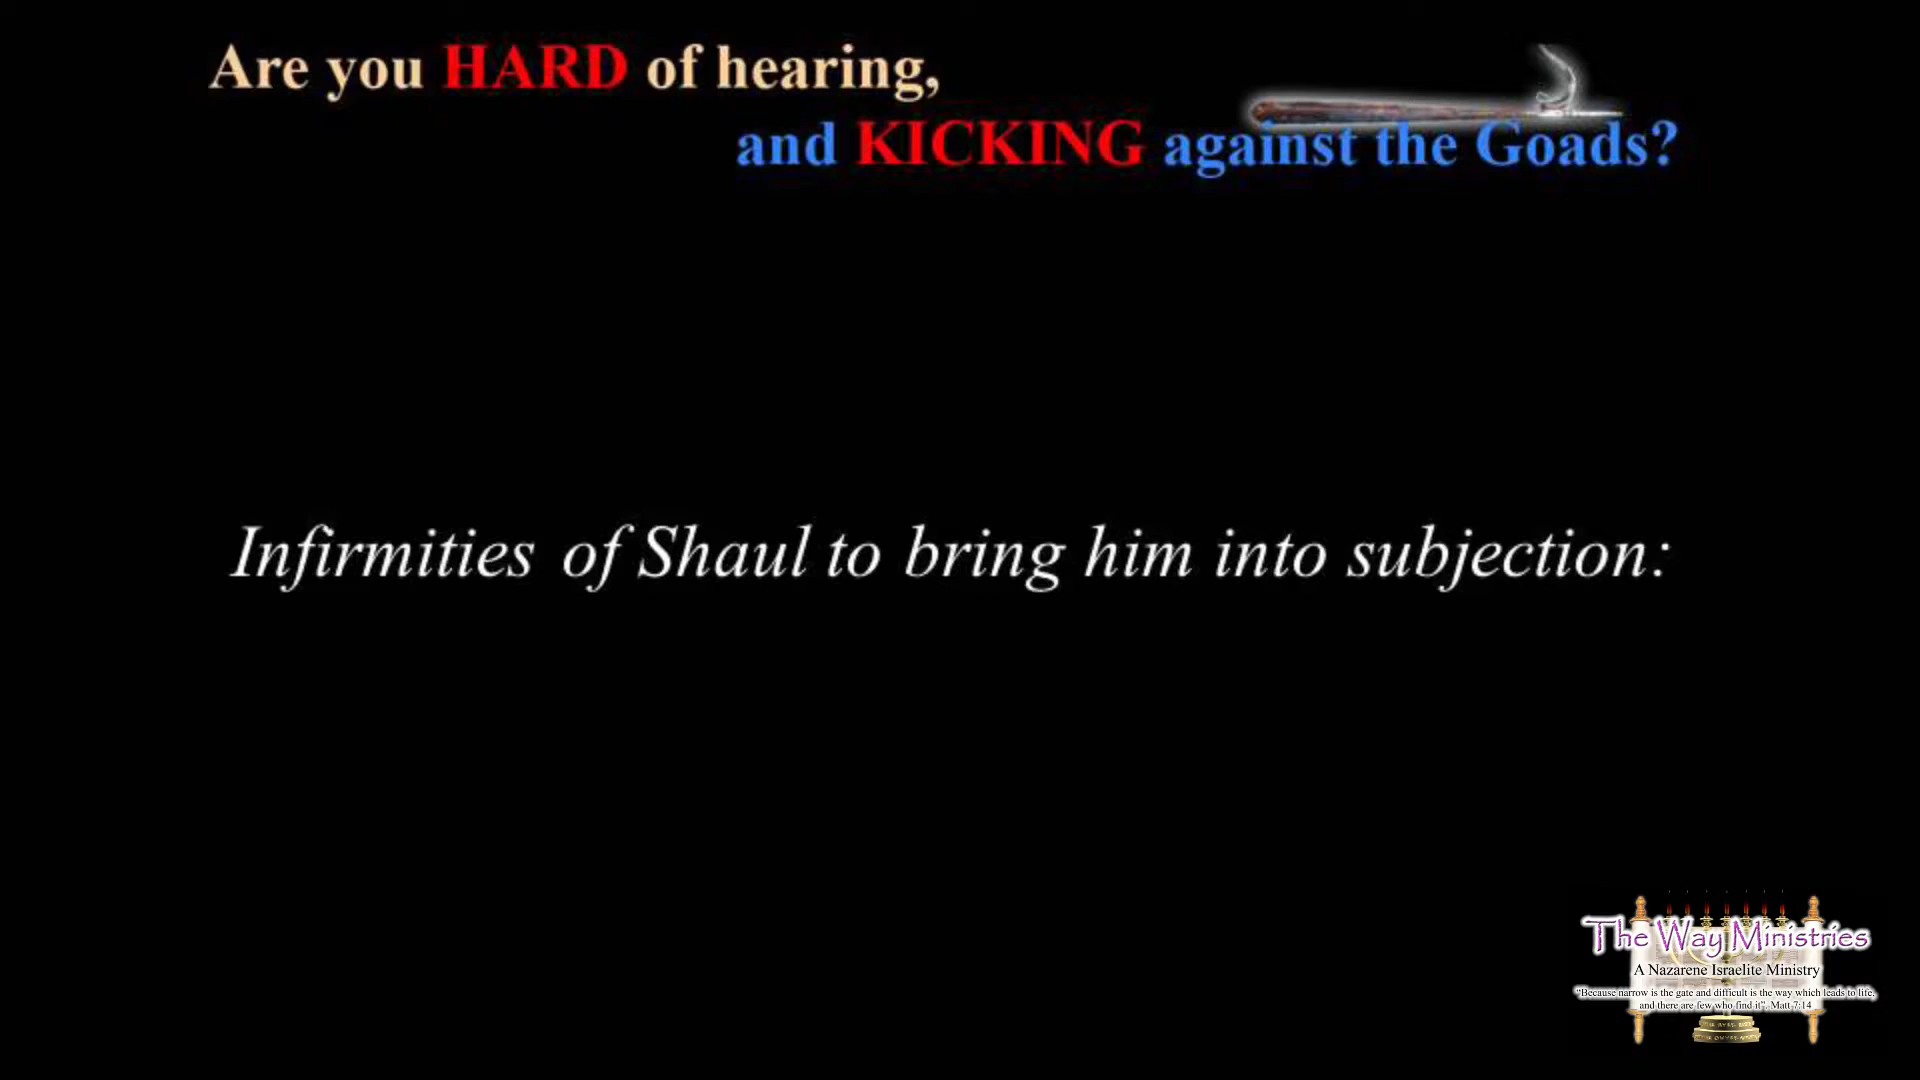 Are you HARD of hearing,
and KICKING against the Goads?
Infirmities of Shaul to bring him into subjection:
The Way Ministries
A Nazarene Israelite Ministry
"Because narrow is the gate and difficult is the way which leads to life,
and there are few who find it". Matt 7:14